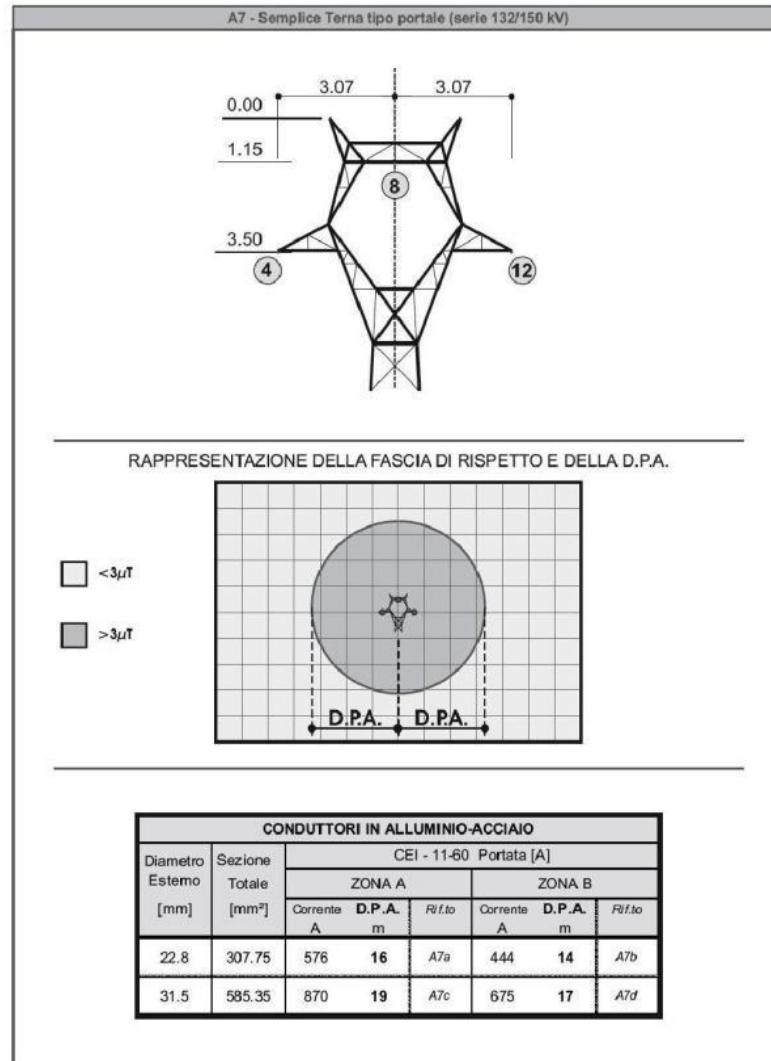 A7 - Semplice Terna tipo portale (serie 132/150 kV)
3.07 3.07
0.00
1.15
8
3.50
4 12
RAPPRESENTAZIONE DELLA FASCIA DI RISPETTO E DELLA D.P.A.
<3μT
>3μT
D.P.A. D.P.A.
CONDUTTORI IN ALLUMINIO-ACCIAIO
Diametro Esterno [mm] Sezione Totale [mm²] CEI - 11-60 Portata [A]
ZONA A ZONA B
Corrente A D.P.A. m Rif.to Corrente A D.P.A. m Rif.to
22.8 307.75 576 16 A7a 444 14 A7b
31.5 585.35 870 19 A7c 675 17 A7d